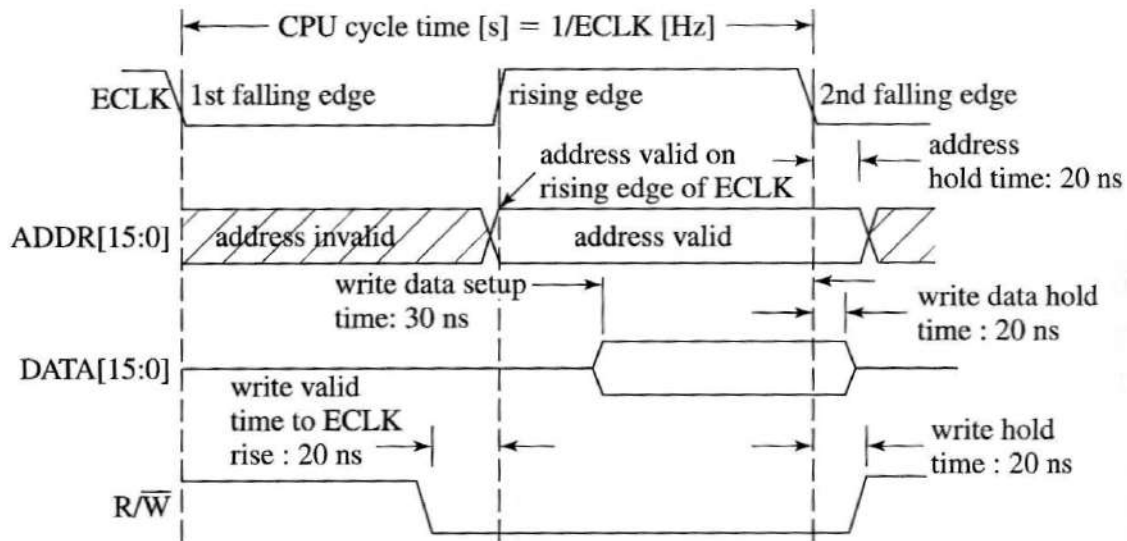 CPU cycle time [s] = 1/ECLK [Hz]
ECLK
1st falling edge
rising edge
2nd falling edge
address valid on
rising edge of ECLK
address
hold time: 20 ns
ADDR[15:0]
address invalid
address valid
write data setup
time: 30 ns
write data hold
time : 20 ns
DATA[15:0]
write valid
time to ECLK
rise : 20 ns
write hold
time : 20 ns
R/W̅